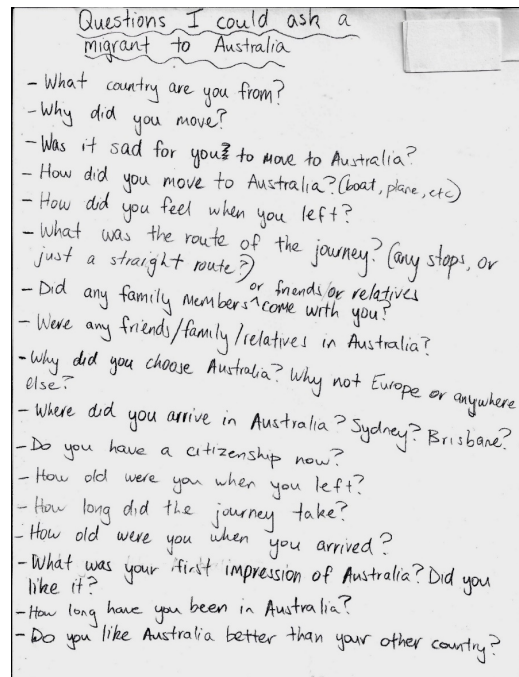 Questions I could ask a
migrant to Australia
- What country are you from?
- Why did you move?
- Was it sad for you to move to Australia?
- How did you move to Australia? (boat, plane, etc)
- How did you feel when you left?
- What was the route of the journey? (any stops, or
just a straight route?)
or friends/or relatives
- Did any family members ^ come with you?
- Were any friends/family/relatives in Australia?
- Why did you choose Australia? Why not Europe or anywhere
else?
- Where did you arrive in Australia? Sydney? Brisbane?
- Do you have a citizenship now?
- How old were you when you left?
- How long did the journey take?
- How old were you when you arrived?
- What was your first impression of Australia? Did you
like it?
- How long have you been in Australia?
- Do you like Australia better than your other country?